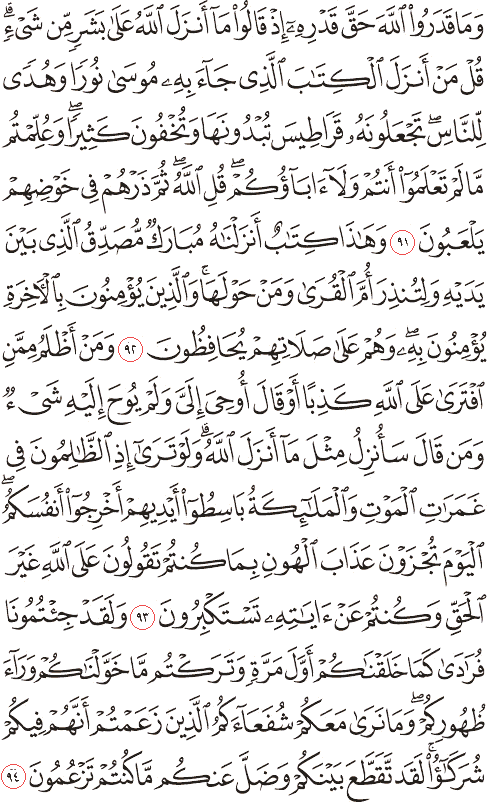 وَمَا قَدَرُوا۟ ٱللَّهَ حَقَّ قَدْرِهِۦٓ إِذْ قَالُوا۟ مَآ أَنزَلَ ٱللَّهُ عَلَىٰ بَشَرٍ مِّن شَىْءٍ ۗ
قُلْ مَنْ أَنزَلَ ٱلْكِتَٰبَ ٱلَّذِى جَآءَ بِهِۦ مُوسَىٰ نُورًا وَهُدًى
لِّلنَّاسِ ۖ تَجْعَلُونَهُۥ قَرَاطِيسَ تُبْدُونَهَا وَتُخْفُونَ كَثِيرًا ۖ وَعُلِّمْتُم
مَّا لَمْ تَعْلَمُوٓا۟ أَنتُمْ وَلَآ ءَابَآؤُكُمْ ۖ قُلِ ٱللَّهُ ۖ ثُمَّ ذَرْهُمْ فِى خَوْضِهِمْ
يَلْعَبُونَ ٩١ وَهَٰذَا كِتَٰبٌ أَنزَلْنَٰهُ مُبَارَكٌ مُّصَدِّقُ ٱلَّذِى بَيْنَ
يَدَيْهِ وَلِتُنذِرَ أُمَّ ٱلْقُرَىٰ وَمَنْ حَوْلَهَا ۚ وَٱلَّذِينَ يُؤْمِنُونَ بِٱلْءَاخِرَةِ
يُؤْمِنُونَ بِهِۦ ۖ وَهُمْ عَلَىٰ صَلَاتِهِمْ يُحَافِظُونَ ٩٢ وَمَنْ أَظْلَمُ مِمَّنِ
ٱفْتَرَىٰ عَلَى ٱللَّهِ كَذِبًا أَوْ قَالَ أُوحِىَ إِلَىَّ وَلَمْ يُوحَ إِلَيْهِ شَىْءٌ
وَمَن قَالَ سَأُنزِلُ مِثْلَ مَآ أَنزَلَ ٱللَّهُ ۗ وَلَوْ تَرَىٰٓ إِذِ ٱلظَّٰلِمُونَ فِى
غَمَرَٰتِ ٱلْمَوْتِ وَٱلْمَلَٰٓئِكَةُ بَاسِطُوٓا۟ أَيْدِيهِمْ أَخْرِجُوٓا۟ أَنفُسَكُمُ ۖ
ٱلْيَوْمَ تُجْزَوْنَ عَذَابَ ٱلْهُونِ بِمَا كُنتُمْ تَقُولُونَ عَلَى ٱللَّهِ غَيْرَ
ٱلْحَقِّ وَكُنتُمْ عَنْ ءَايَٰتِهِۦ تَسْتَكْبِرُونَ ٩٣ وَلَقَدْ جِئْتُمُونَا
فُرَٰدَىٰ كَمَا خَلَقْنَٰكُمْ أَوَّلَ مَرَّةٍ وَتَرَكْتُم مَّا خَوَّلْنَٰكُمْ وَرَآءَ
ظُهُورِكُمْ ۖ وَمَا نَرَىٰ مَعَكُمْ شُفَعَآءَكُمُ ٱلَّذِينَ زَعَمْتُمْ أَنَّهُمْ فِيكُمْ
شُرَكَٰٓؤُا۟ ۚ لَقَد تَّقَطَّعَ بَيْنَكُمْ وَضَلَّ عَنكُم مَّا كُنتُمْ تَزْعُمُونَ ٩٤